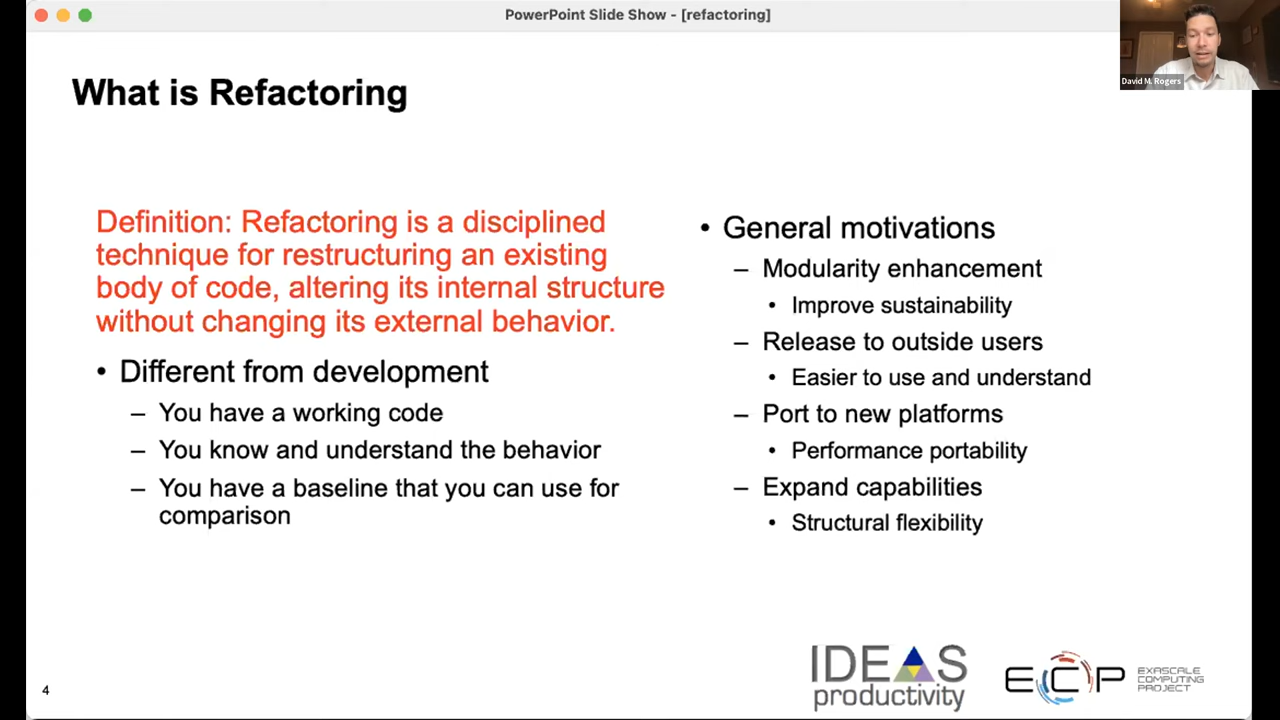 PowerPoint Slide Show - [refactoring]
David M. Rogers
What is Refactoring
Definition: Refactoring is a disciplined
technique for restructuring an existing
body of code, altering its internal structure
without changing its external behavior.
• Different from development
– You have a working code
– You know and understand the behavior
– You have a baseline that you can use for
comparison
• General motivations
– Modularity enhancement
• Improve sustainability
– Release to outside users
• Easier to use and understand
– Port to new platforms
• Performance portability
– Expand capabilities
• Structural flexibility
4
IDEAS
productivity
ECP
EXASCALE
COMPUTING
PROJECT